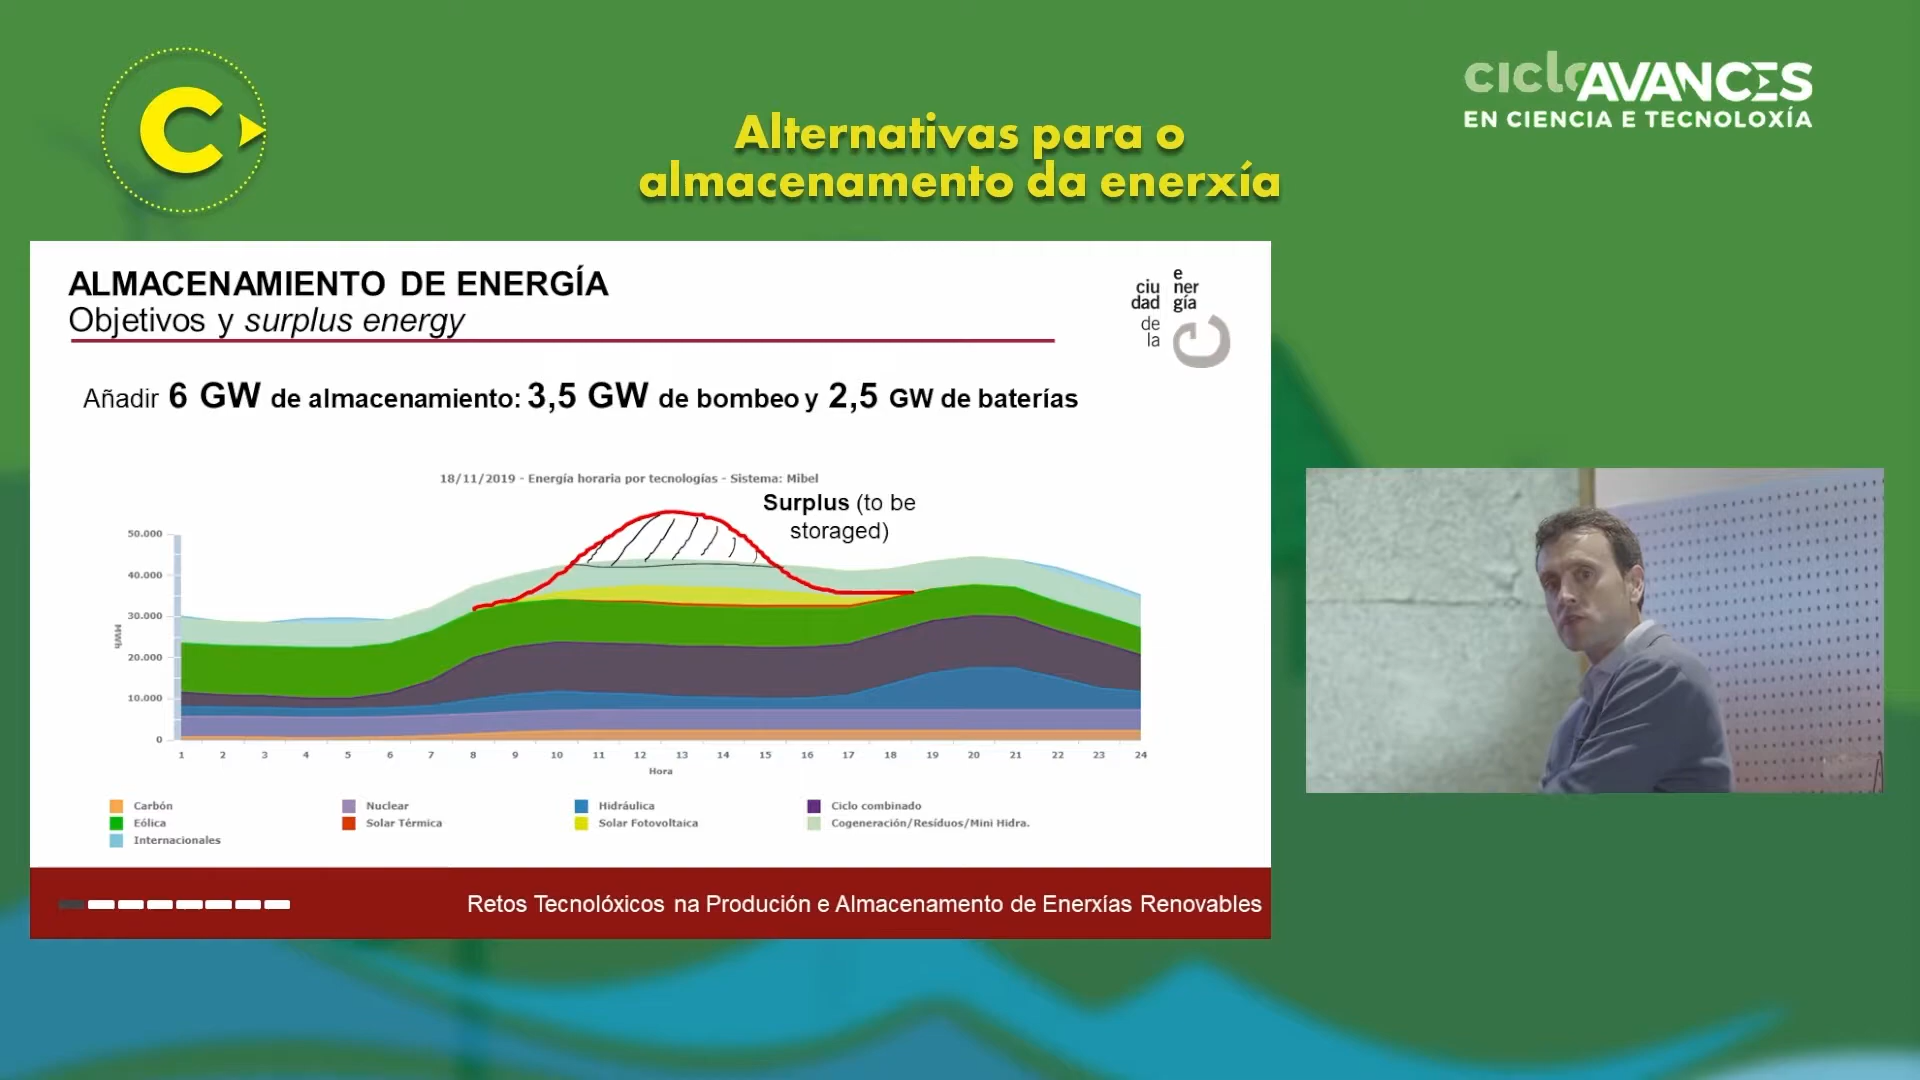 C
cicloAVANCES
EN CIENCIA E TECNOLOXÍA
Alternativas para o
almacenamento da enerxía
ALMACENAMIENTO DE ENERGÍA
Objetivos y surplus energy
e
ciu ner
dad gía
de
la
Añadir 6 GW de almacenamiento: 3,5 GW de bombeo y 2,5 GW de baterías
18/11/2019 - Energía horaria por tecnologías - Sistema: Mibel
Surplus (to be
storaged)
50.000
40.000
30.000
20.000
10.000
0
MWh
1 2 3 4 5 6 7 8 9 10 11 12 13 14 15 16 17 18 19 20 21 22 23 24
Hora
Carbón Nuclear Hidráulica Ciclo combinado
Eólica Solar Térmica Solar Fotovoltaica Cogeneración/Resíduos/Mini Hidra.
Internacionales
Retos Tecnolóxicos na Produción e Almacenamento de Enerxías Renovables